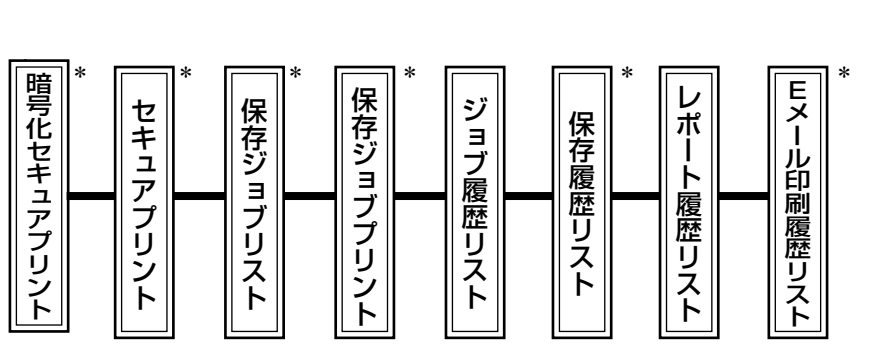 暗号化セキュアプリント
*
セキュアプリント
*
保存ジョブリスト
*
保存ジョブプリント
*
ジョブ履歴リスト
保存履歴リスト
*
レポート履歴リスト
Eメール印刷履歴リスト
*